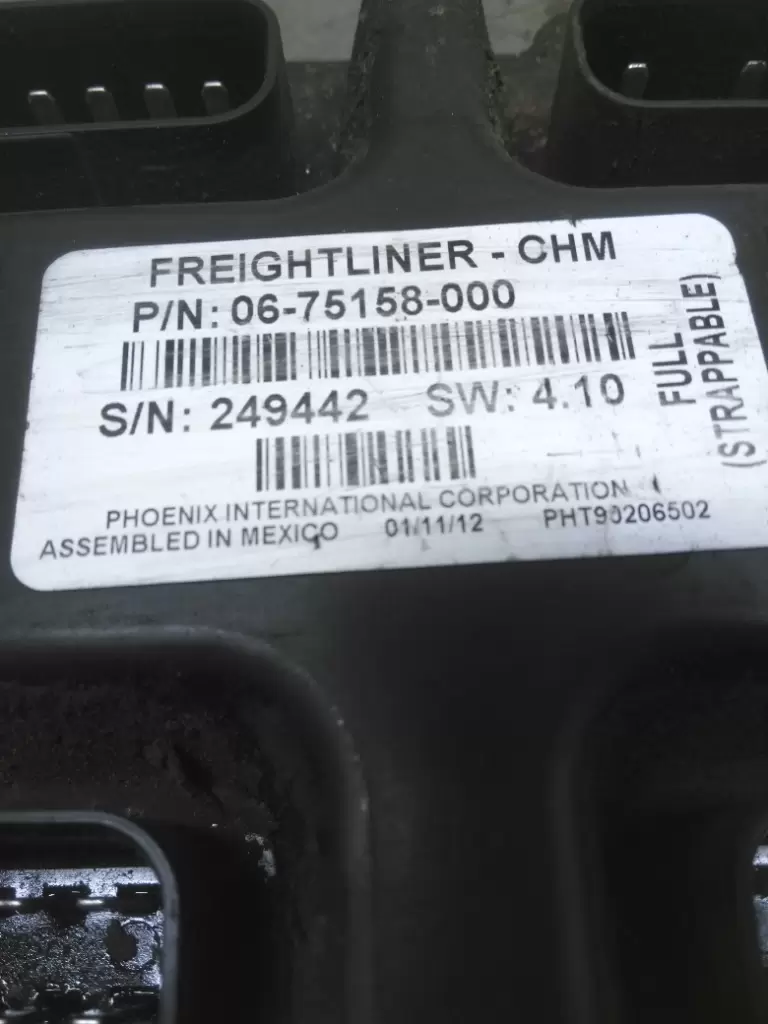 FREIGHTLINER - CHM
P/N: 06-75158-000
S/N: 249442 SW: 4.10
FULL
(STRAPPABLE)
PHOENIX INTERNATIONAL CORPORATION
ASSEMBLED IN MEXICO 01/11/12 PHT90206502